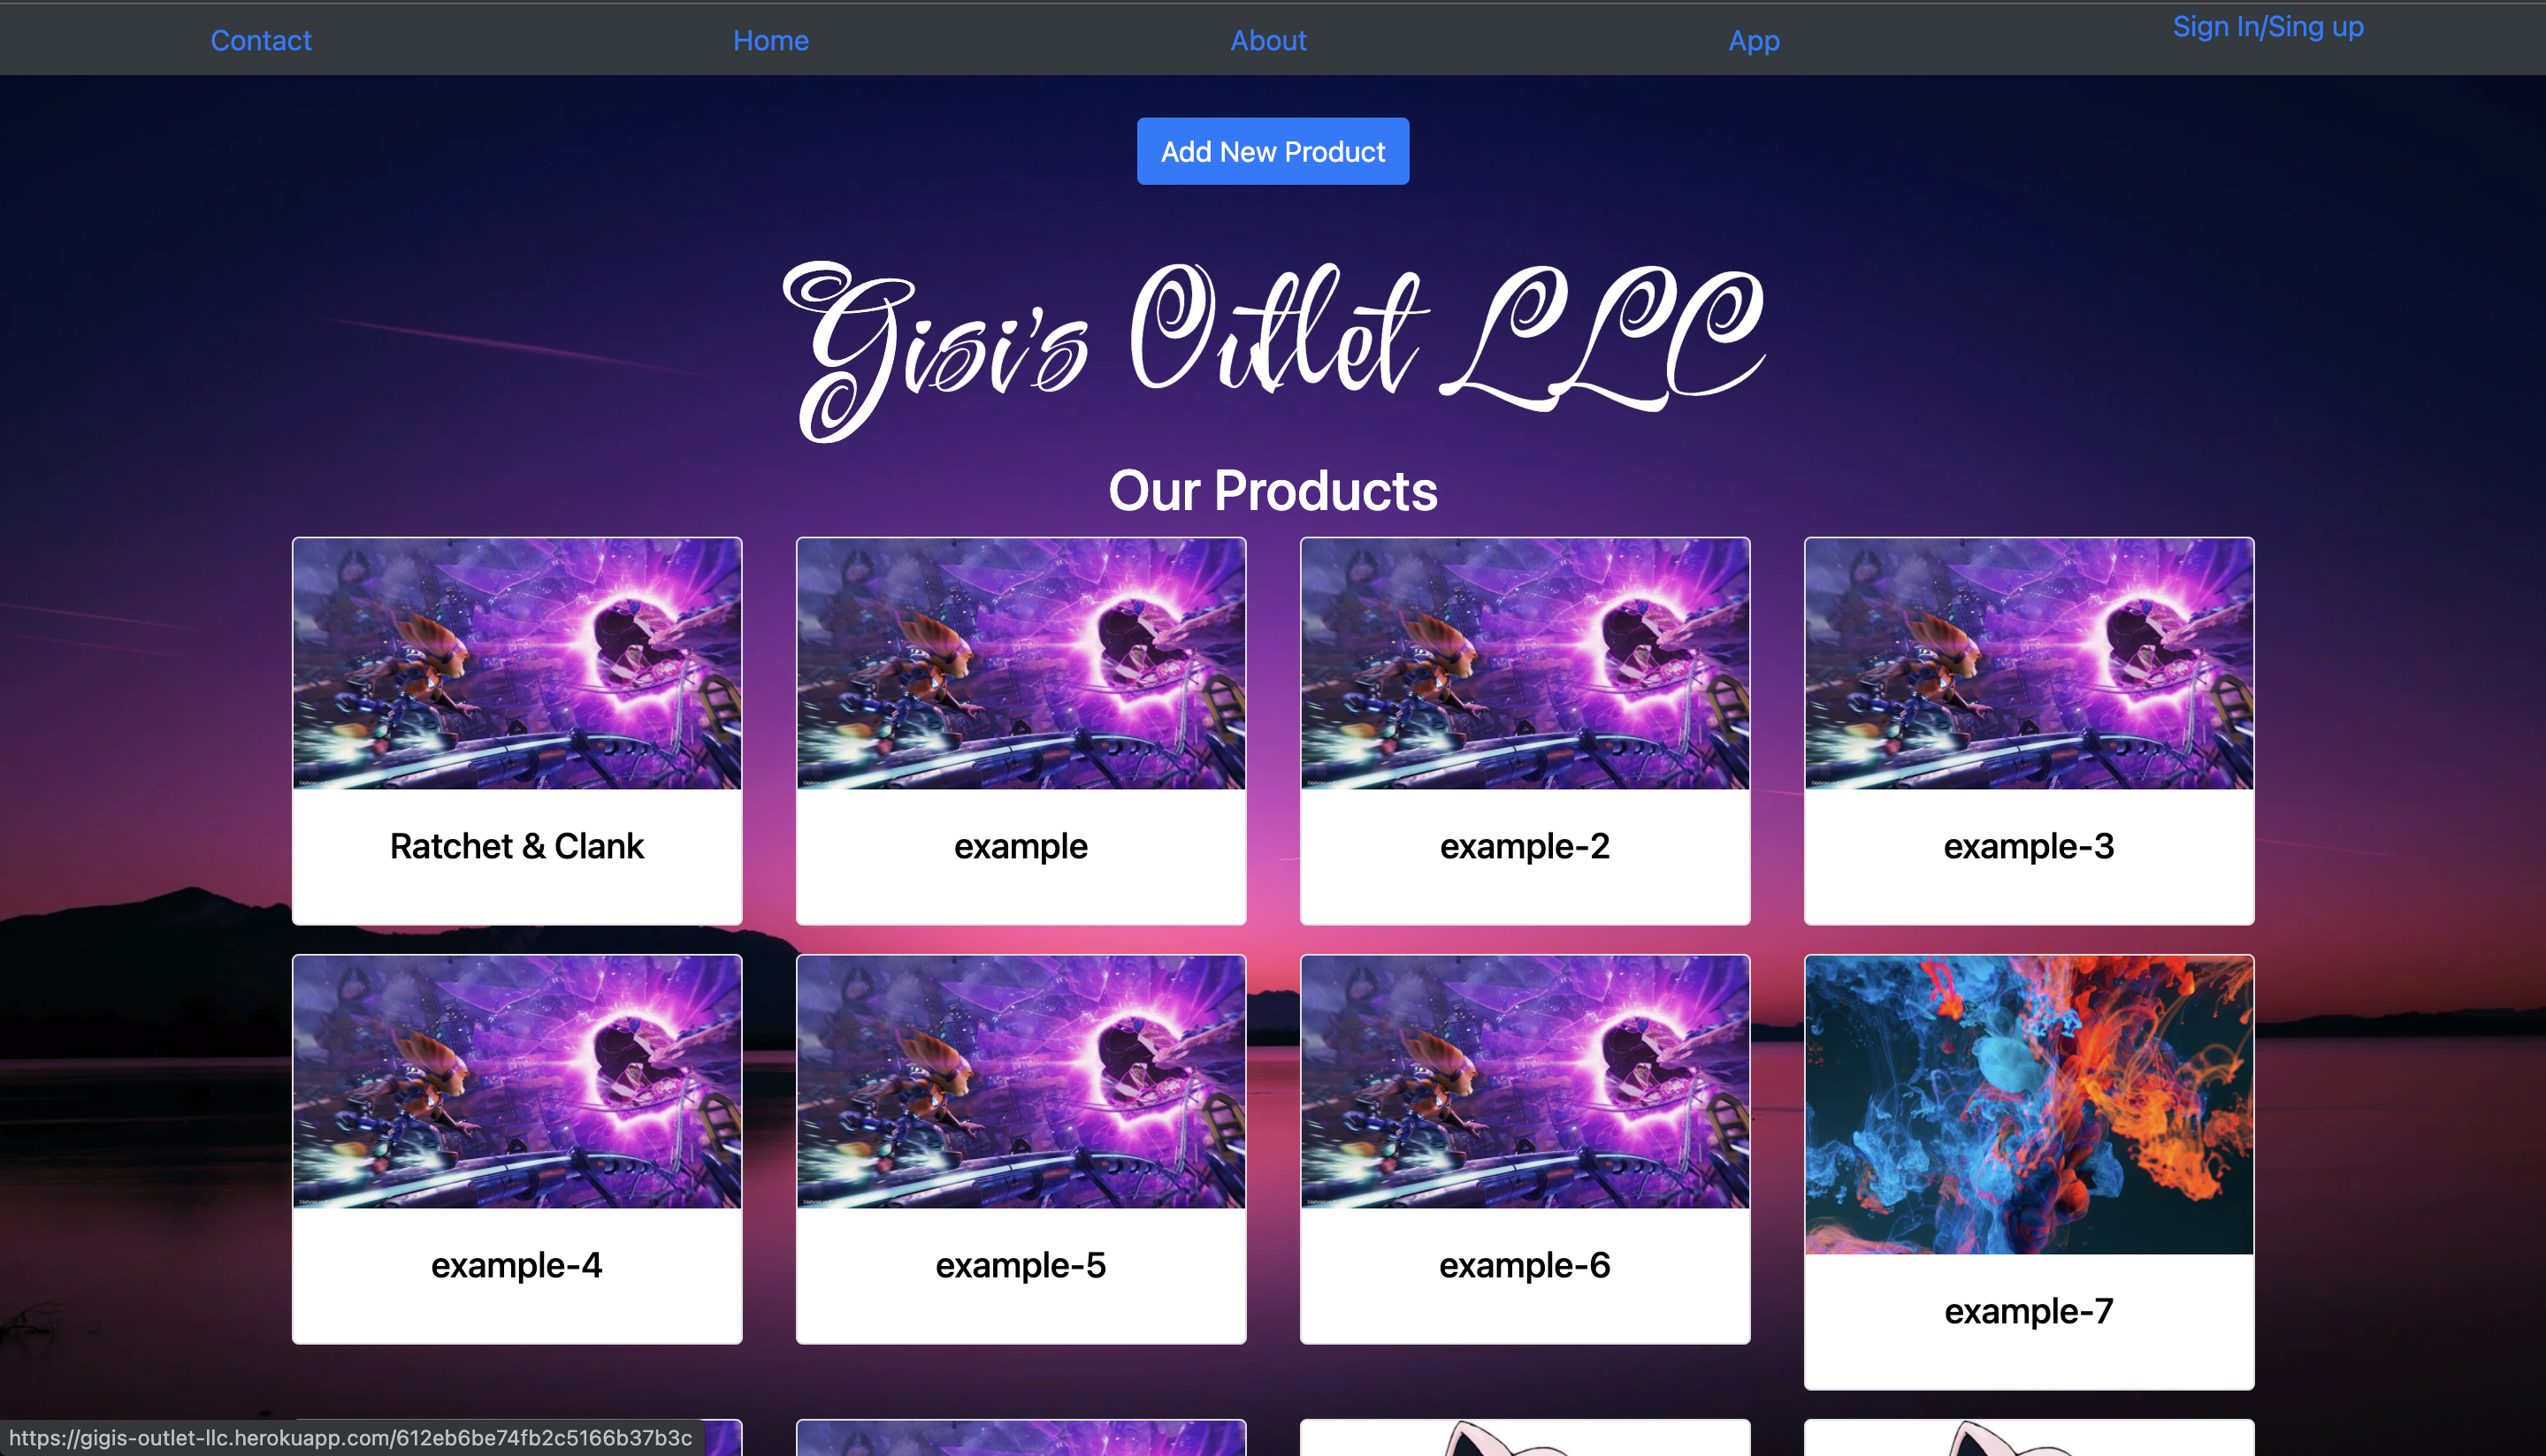 Contact Home About App Sign In/Sing up
Add New Product
Gisi's Outlet LLC
Our Products
Ratchet & Clank example example-2 example-3
example-4 example-5 example-6
example-7
https://gigis-outlet-llc.herokuapp.com/612eb6be74fb2c5166b37b3c